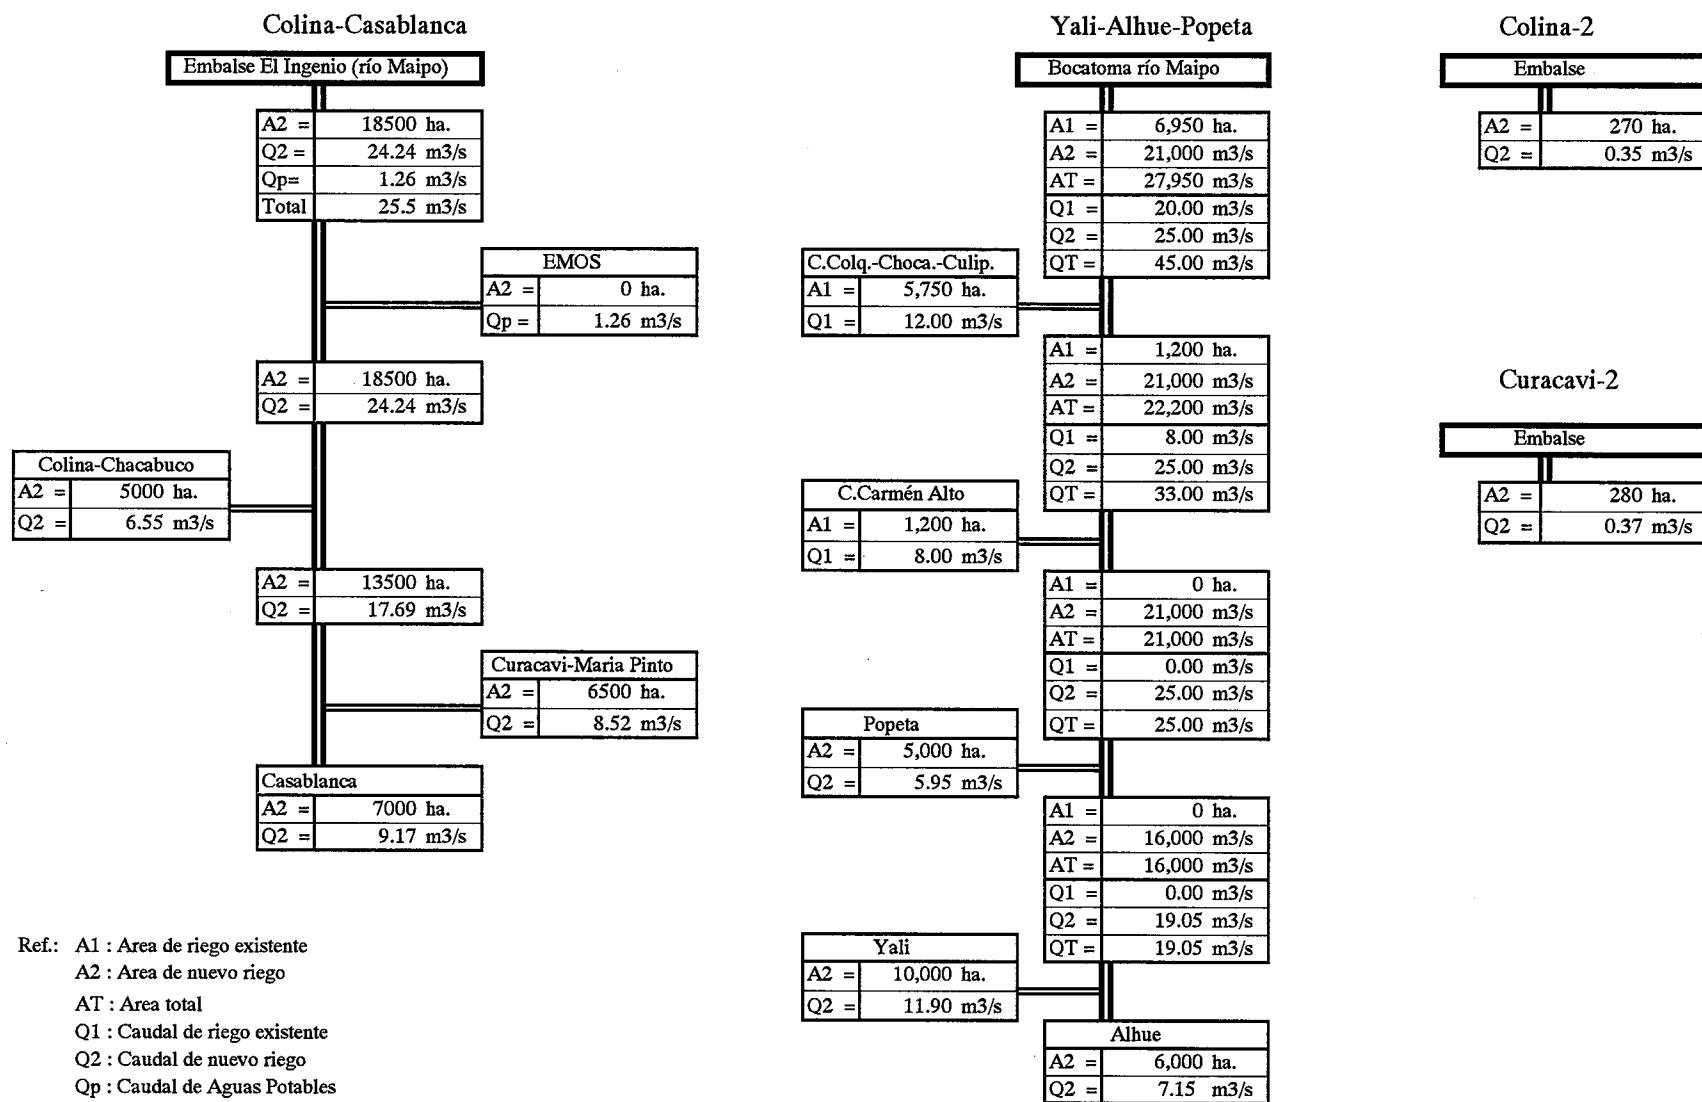 Colina-Casablanca
Embalse El Ingenio (río Maipo)
A2 = 18500 ha.
Q2 = 24.24 m3/s
Qp= 1.26 m3/s
Total 25.5 m3/s
EMOS
A2 = 0 ha.
Qp = 1.26 m3/s
A2 = 18500 ha.
Q2 = 24.24 m3/s
Colina-Chacabuco
A2 = 5000 ha.
Q2 = 6.55 m3/s
A2 = 13500 ha.
Q2 = 17.69 m3/s
Curacavi-Maria Pinto
A2 = 6500 ha.
Q2 = 8.52 m3/s
Casablanca
A2 = 7000 ha.
Q2 = 9.17 m3/s
Ref.: A1 : Area de riego existente
A2 : Area de nuevo riego
AT : Area total
Q1 : Caudal de riego existente
Q2 : Caudal de nuevo riego
Qp : Caudal de Aguas Potables
Yali-Alhue-Popeta
Bocatoma río Maipo
A1 = 6,950 ha.
A2 = 21,000 m3/s
AT = 27,950 m3/s
Q1 = 20.00 m3/s
Q2 = 25.00 m3/s
QT = 45.00 m3/s
C.Colq.-Choca.-Culip.
A1 = 5,750 ha.
Q1 = 12.00 m3/s
A1 = 1,200 ha.
A2 = 21,000 m3/s
AT = 22,200 m3/s
Q1 = 8.00 m3/s
Q2 = 25.00 m3/s
QT = 33.00 m3/s
C.Carmén Alto
A1 = 1,200 ha.
Q1 = 8.00 m3/s
A1 = 0 ha.
A2 = 21,000 m3/s
AT = 21,000 m3/s
Q1 = 0.00 m3/s
Q2 = 25.00 m3/s
QT = 25.00 m3/s
Popeta
A2 = 5,000 ha.
Q2 = 5.95 m3/s
A1 = 0 ha.
A2 = 16,000 m3/s
AT = 16,000 m3/s
Q1 = 0.00 m3/s
Q2 = 19.05 m3/s
QT = 19.05 m3/s
Yali
A2 = 10,000 ha.
Q2 = 11.90 m3/s
Alhue
A2 = 6,000 ha.
Q2 = 7.15 m3/s
Colina-2
Embalse
A2 = 270 ha.
Q2 = 0.35 m3/s
Curacavi-2
Embalse
A2 = 280 ha.
Q2 = 0.37 m3/s